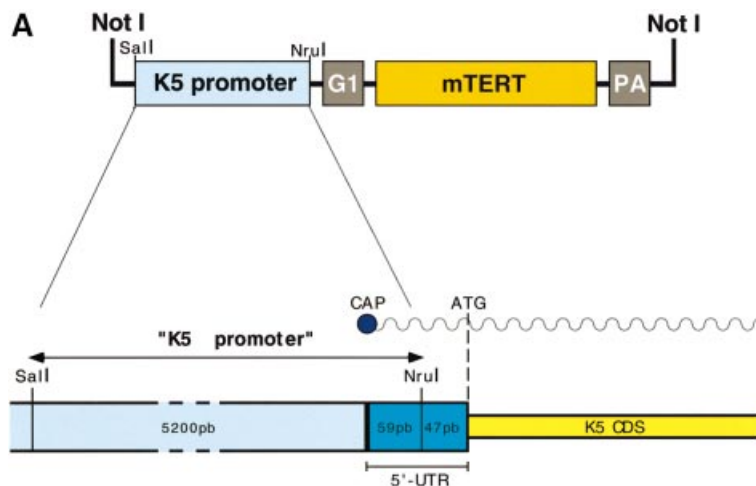 A
Not I
Not I
SalI
NruI
K5 promoter
G1
mTERT
PA
CAP
ATG
"K5 promoter"
SalI
NruI
5200pb
59pb
47pb
K5 CDS
5'-UTR